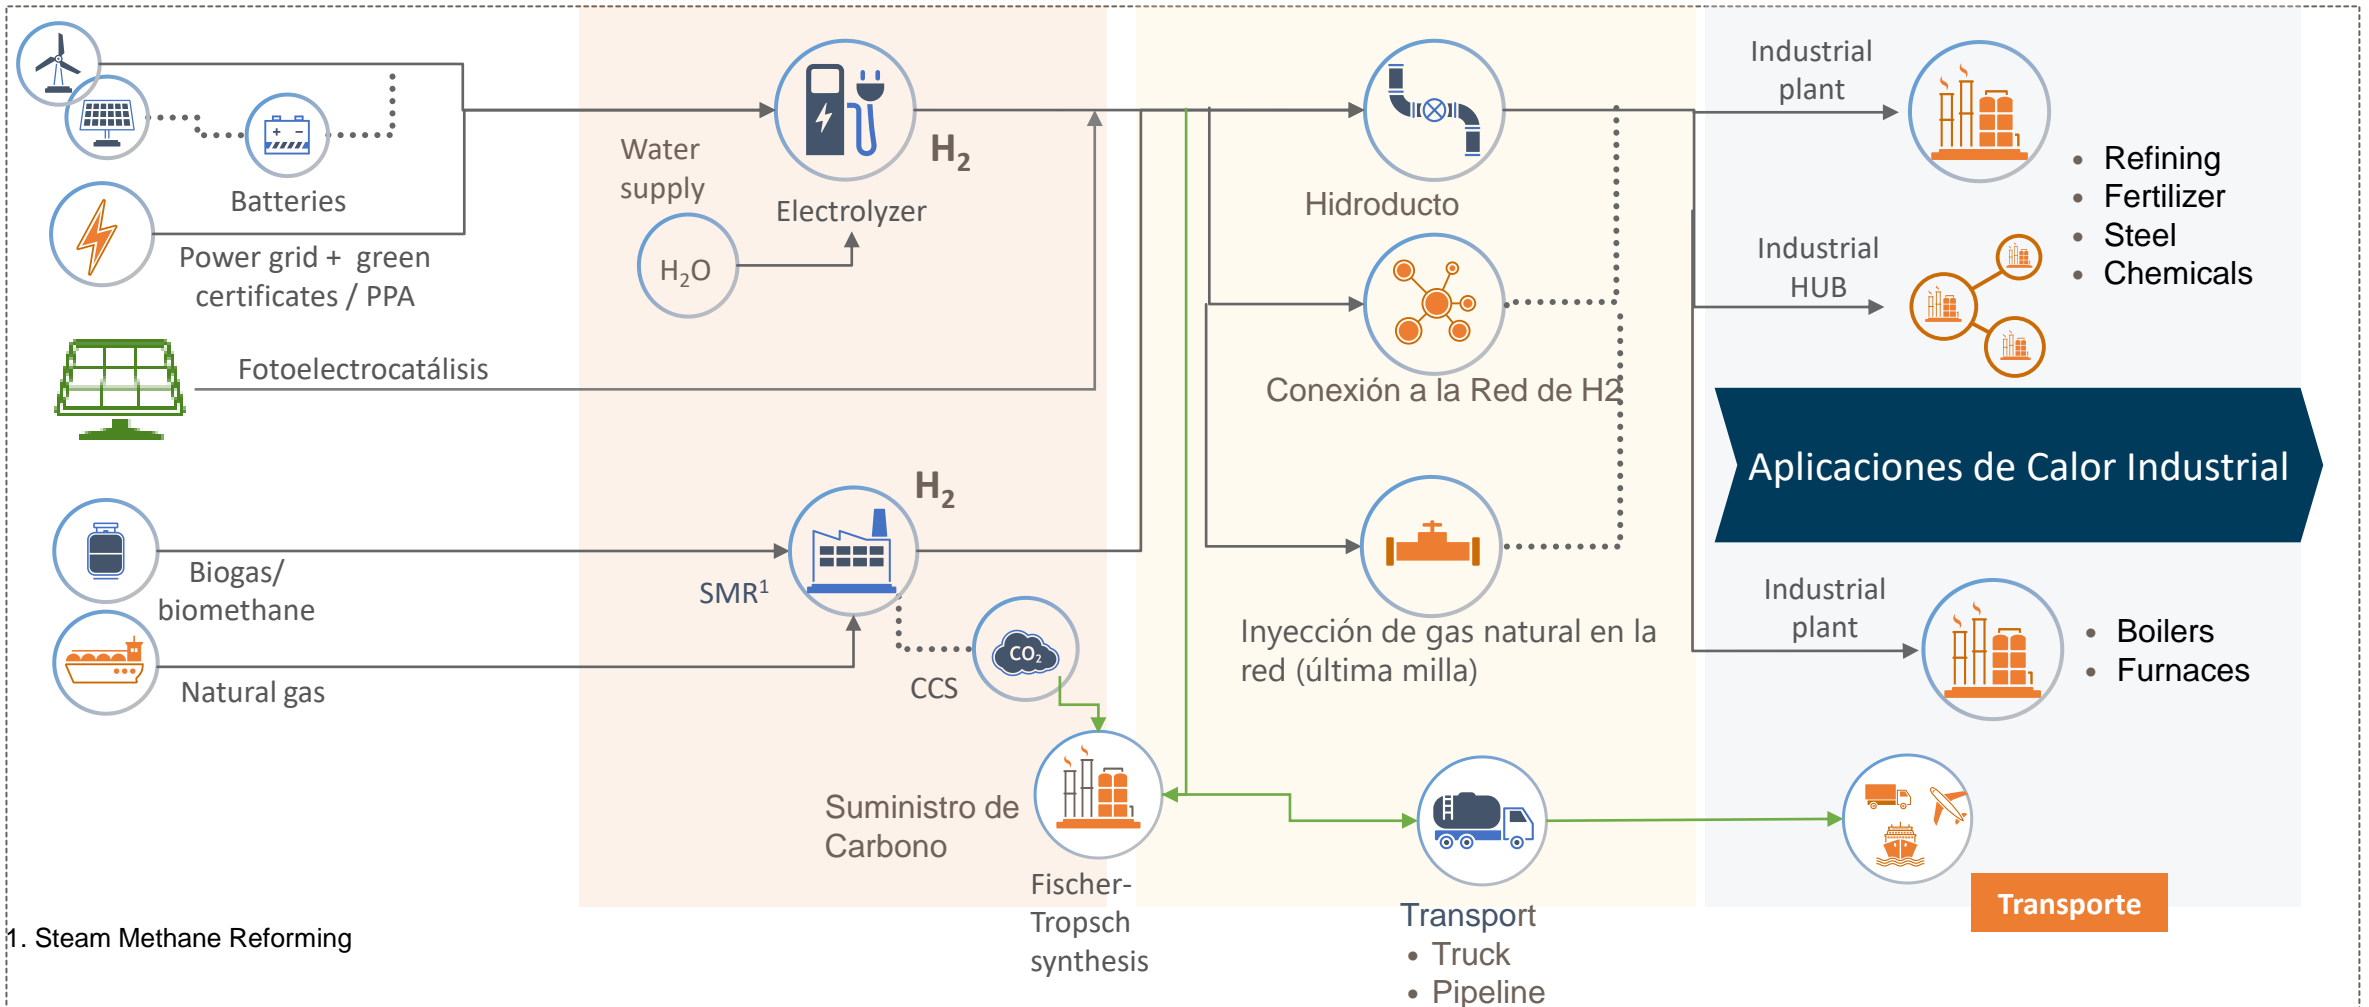 Batteries
Power grid + green
certificates / PPA
Fotoelectrocatálisis
Biogas/
biomethane
Natural gas
1. Steam Methane Reforming
Water
supply
H₂O
Electrolyzer
H₂
H₂
SMR¹
CO₂
CCS
Suministro de
Carbono
Fischer-
Tropsch
synthesis
Hidroducto
Conexión a la Red de H2
Inyección de gas natural en la
red (última milla)
Transport
• Truck
• Pipeline
Industrial
plant
• Refining
• Fertilizer
• Steel
• Chemicals
Industrial
HUB
Aplicaciones de Calor Industrial
Industrial
plant
• Boilers
• Furnaces
Transporte